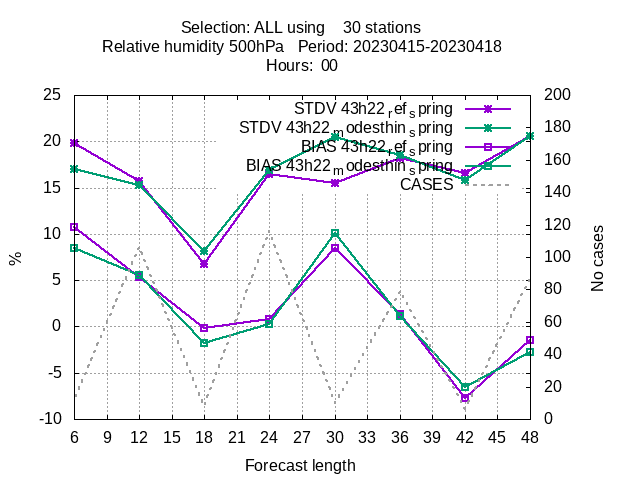 Selection: ALL using    30 stations
Relative humidity 500hPa   Period: 20230415-20230418
Hours:  00
STDV 43h22_ref_spring
STDV 43h22_modesthin_spring
BIAS 43h22_ref_spring
BIAS 43h22_modesthin_spring
CASES
25
20
15
10
5
0
-5
-10
%
200
180
160
140
120
100
80
60
40
20
0
No cases
6 9 12 15 18 21 24 27 30 33 36 39 42 45 48
Forecast length